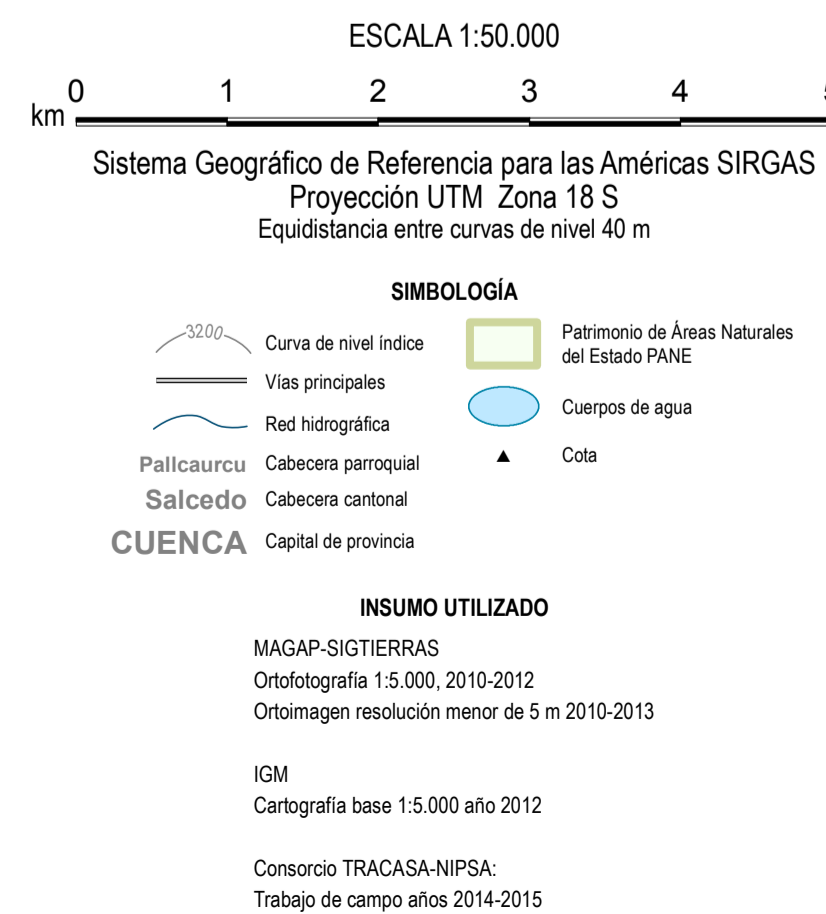 ESCALA 1:50.000
0 1 2 3 4
km
Sistema Geográfico de Referencia para las Américas SIRGAS
Proyección UTM Zona 18 S
Equidistancia entre curvas de nivel 40 m
SIMBOLOGÍA
3200
Curva de nivel índice
Vías principales
Red hidrográfica
Pallcaurcu Cabecera parroquial
Salcedo Cabecera cantonal
CUENCA Capital de provincia
Patrimonio de Áreas Naturales
del Estado PANE
Cuerpos de agua
Cota
INSUMO UTILIZADO
MAGAP-SIGTIERRAS
Ortofotografía 1:5.000, 2010-2012
Ortoimagen resolución menor de 5 m 2010-2013
IGM
Cartografía base 1:5.000 año 2012
Consorcio TRACASA-NIPSA:
Trabajo de campo años 2014-2015